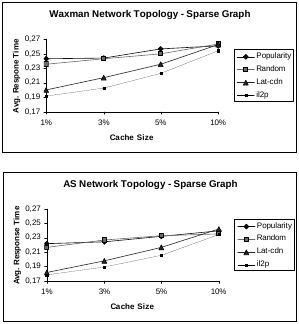 Waxman Network Topology - Sparse Graph
Avg. Respone Time
0,27
0,25
0,23
0,21
0,19
0,17
1%
3%
5%
10%
Cache Size
Popularity
Random
Lat-cdn
il2p
AS Network Topology - Sparse Graph
Avg. Response Time
0,27
0,25
0,23
0,21
0,19
0,17
1%
3%
5%
10%
Cache Size
Popularity
Random
Lat-cdn
il2p